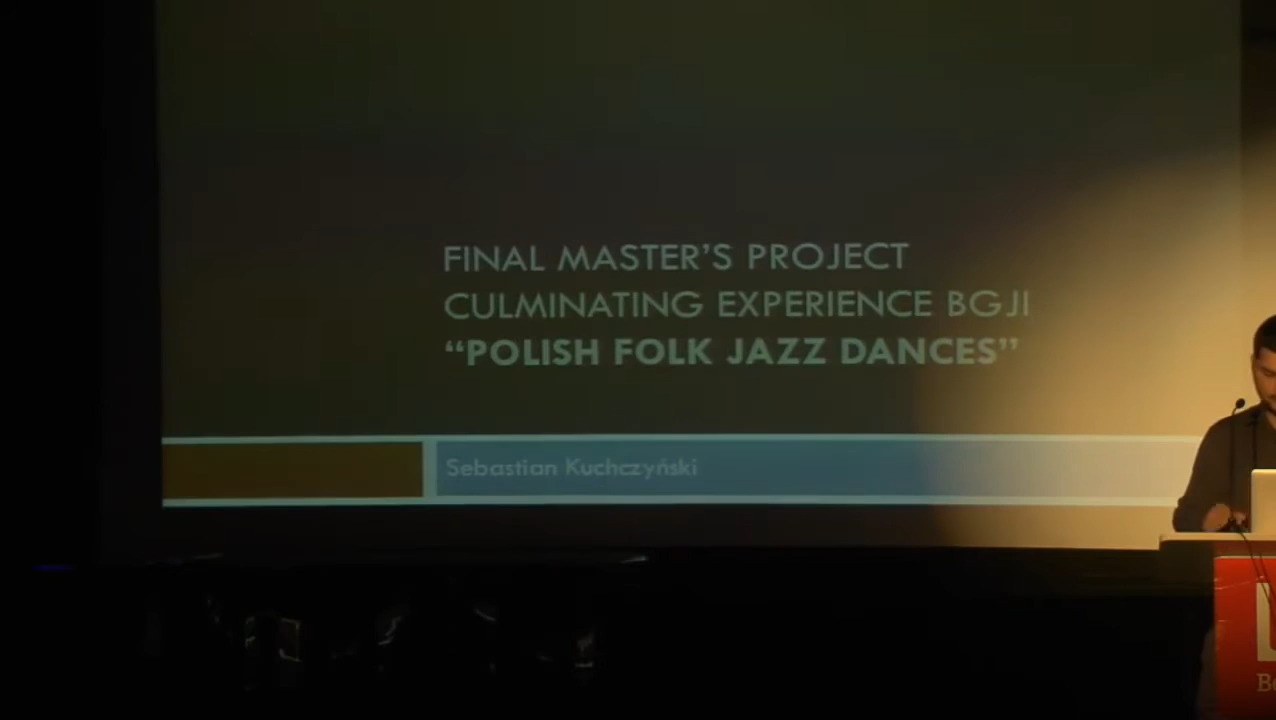 FINAL MASTER'S PROJECT
CULMINATING EXPERIENCE BGJI
“POLISH FOLK JAZZ DANCES”
Sebastian Kuchczyński